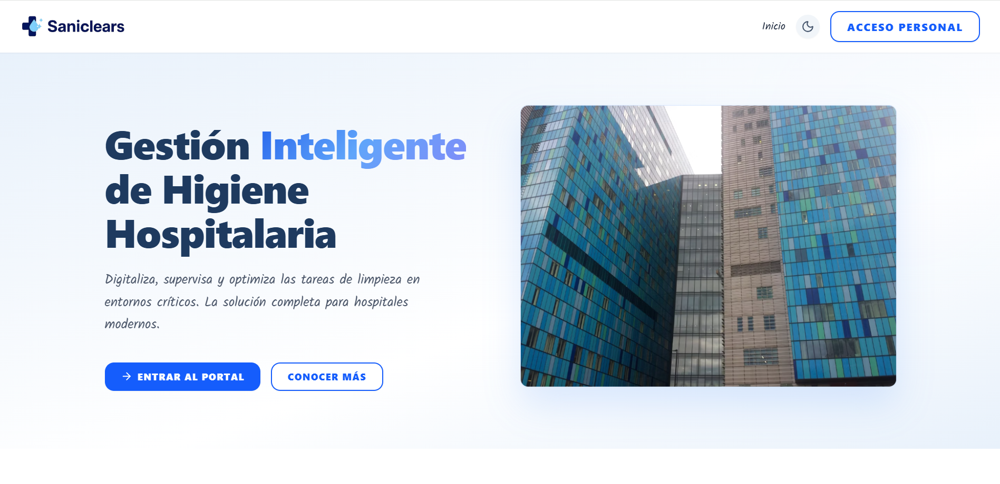 Saniclears
Inicio
ACCESO PERSONAL
Gestión Inteligente
de Higiene
Hospitalaria
Digitaliza, supervisa y optimiza las tareas de limpieza en
entornos críticos. La solución completa para hospitales
modernos.
ENTRAR AL PORTAL
CONOCER MÁS